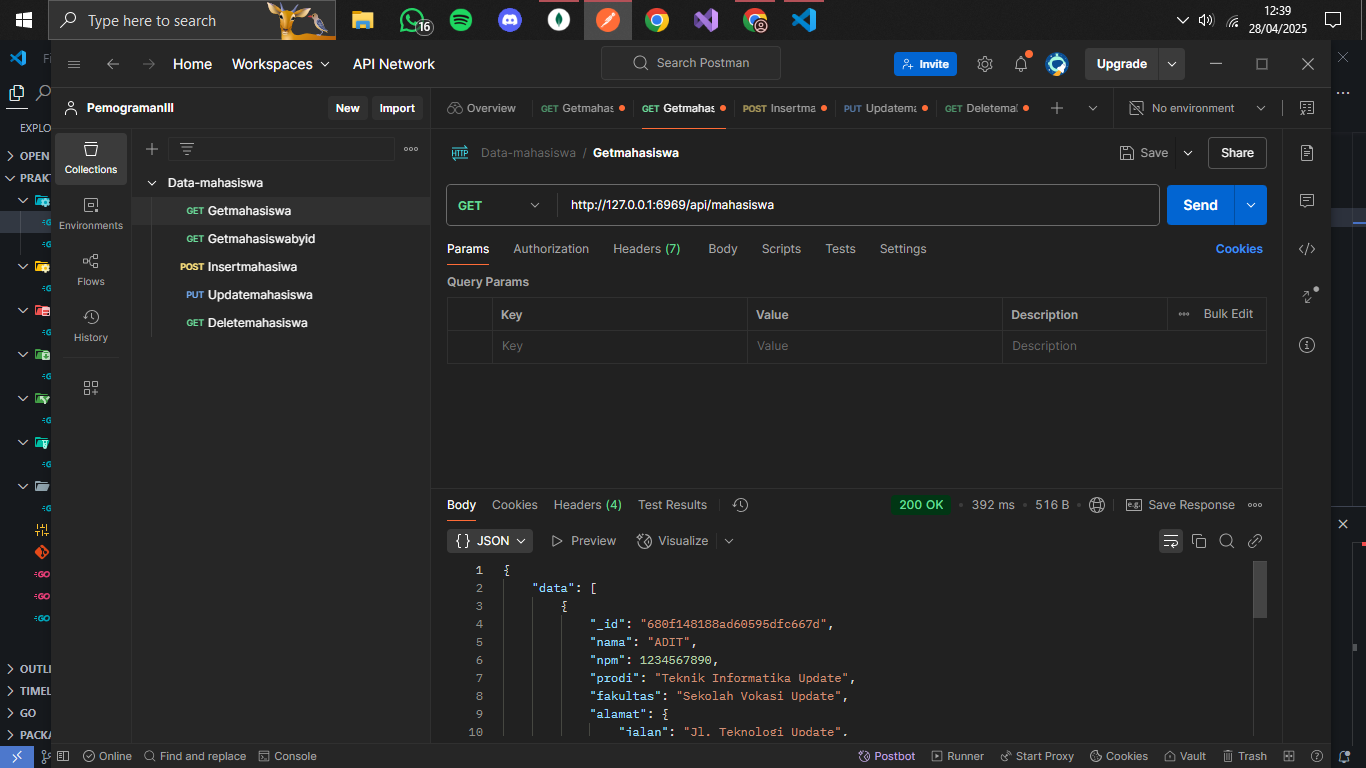 Type here to search
16
12:39
28/04/2025
Fi
Home
Workspaces
API Network
Search Postman
Invite
Upgrade
PemogramanIII
New
Import
Overview
GET Getmahas
GET Getmahas
POST Insertma
PUT Updatema
GET Deletemal
No environment
EXPLO
OPEN
PRAKT
Collections
Environments
Flows
History
Data-mahasiswa
GET Getmahasiswa
GET Getmahasiswabyid
POST Insertmahasiwa
PUT Updatemahasiswa
GET Deletemahasiswa
HTTP
Data-mahasiswa / Getmahasiswa
Save
Share
GET
http://127.0.0.1:6969/api/mahasiswa
Send
Params
Authorization
Headers (7)
Body
Scripts
Tests
Settings
Cookies
Query Params
Key
Value
Description
Bulk Edit
Key
Value
Description
Body
Cookies
Headers (4)
Test Results
200 OK
392 ms
516 B
Save Response
{ } JSON
Preview
Visualize
1 {
2 "data": [
3 {
4 "_id": "680f148188ad60595dfc667d",
5 "nama": "ADIT",
6 "npm": 1234567890,
7 "prodi": "Teknik Informatika Update",
8 "fakultas": "Sekolah Vokasi Update",
9 "alamat": {
10 "jalan": "Jl. Teknologi Update",
OUTLI
TIMEL
GO
PACKA
Online
Find and replace
Console
Postbot
Runner
Start Proxy
Cookies
Vault
Trash